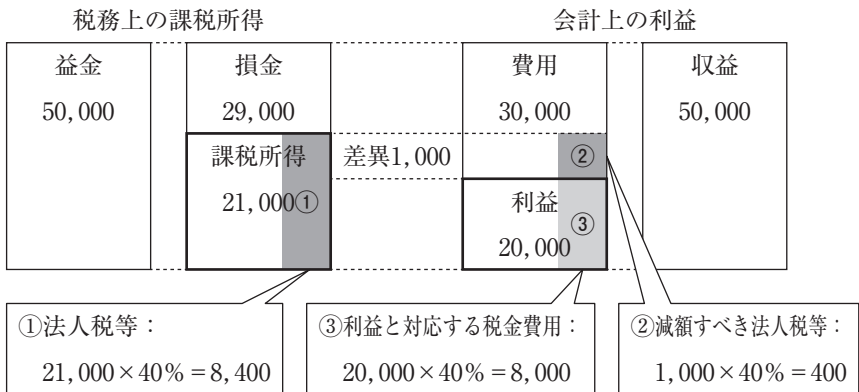 税務上の課税所得　会計上の利益
益金　損金　費用　収益
50,000　29,000　30,000　50,000
課税所得　差異1,000　②
21,000①　利益
③
20,000
①法人税等：　③利益と対応する税金費用：　②減額すべき法人税等：
21,000×40%＝8,400　20,000×40%＝8,000　1,000×40%＝400